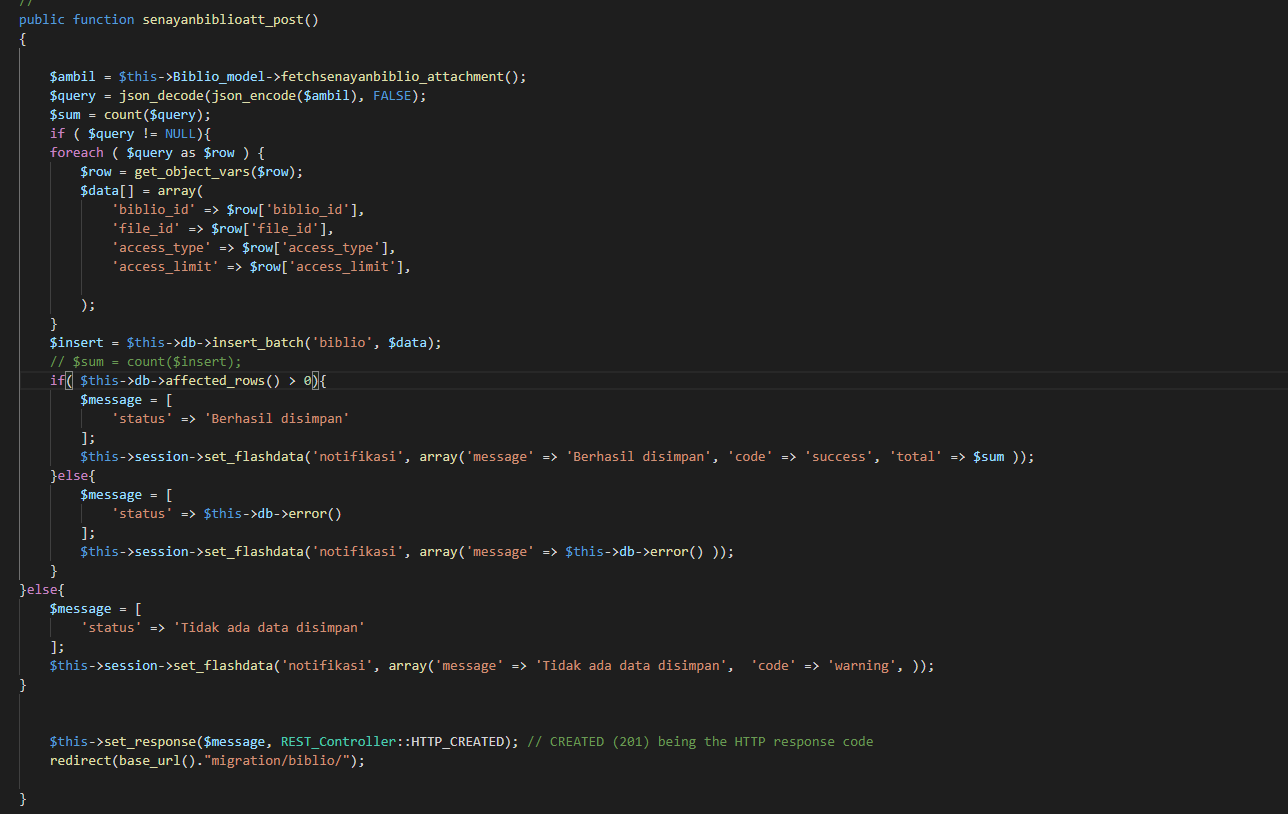 //
public function senayanbiblioatt_post()
{
$ambil = $this->Biblio_model->fetchsenayanbiblio_attachment();
$query = json_decode(json_encode($ambil), FALSE);
$sum = count($query);
if ( $query != NULL){
foreach ( $query as $row ) {
$row = get_object_vars($row);
$data[] = array(
'biblio_id' => $row['biblio_id'],
'file_id' => $row['file_id'],
'access_type' => $row['access_type'],
'access_limit' => $row['access_limit'],
);
}
$insert = $this->db->insert_batch('biblio', $data);
// $sum = count($insert);
if( $this->db->affected_rows() > 0){
$message = [
'status' => 'Berhasil disimpan'
];
$this->session->set_flashdata('notifikasi', array('message' => 'Berhasil disimpan', 'code' => 'success', 'total' => $sum ));
}else{
$message = [
'status' => $this->db->error()
];
$this->session->set_flashdata('notifikasi', array('message' => $this->db->error() ));
}
}else{
$message = [
'status' => 'Tidak ada data disimpan'
];
$this->session->set_flashdata('notifikasi', array('message' => 'Tidak ada data disimpan',  'code' => 'warning', ));
}
$this->set_response($message, REST_Controller::HTTP_CREATED); // CREATED (201) being the HTTP response code
redirect(base_url()."migration/biblio/");
}